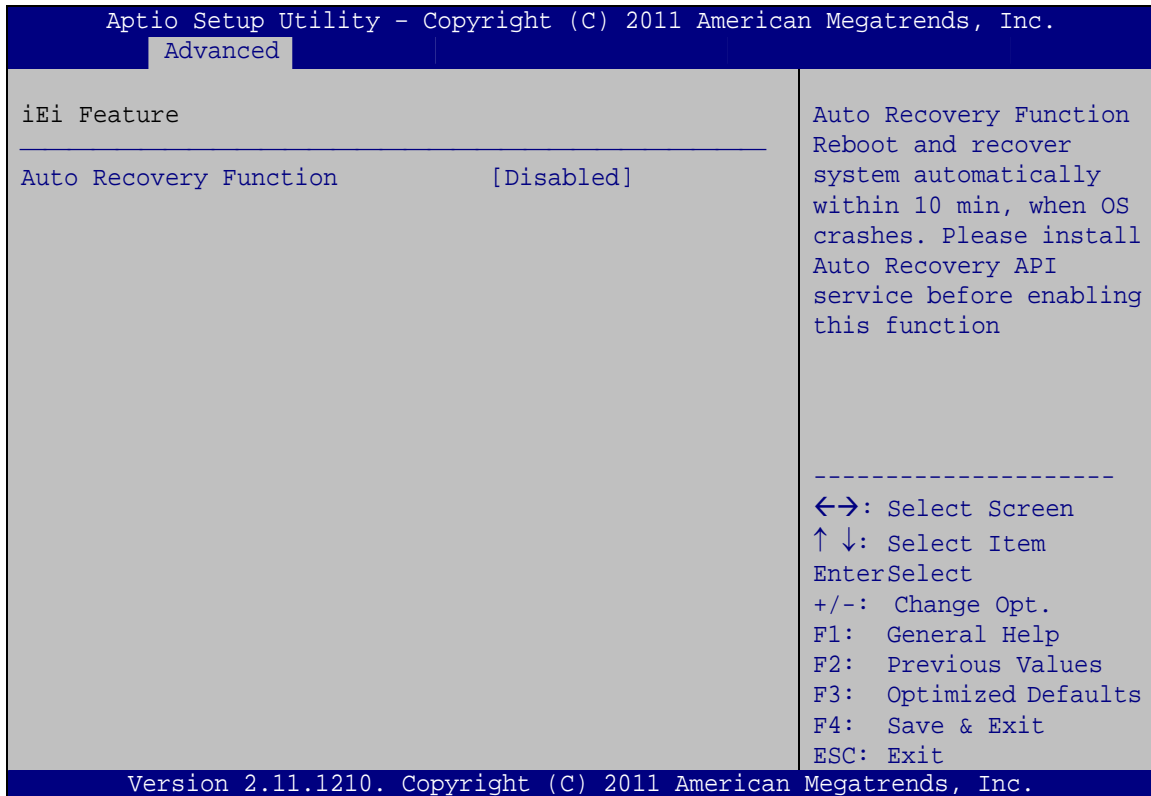 Aptio Setup Utility – Copyright (C) 2011 American Megatrends, Inc.
Advanced
iEi Feature
Auto Recovery Function [Disabled]
Auto Recovery Function
Reboot and recover
system automatically
within 10 min, when OS
crashes. Please install
Auto Recovery API
service before enabling
this function
---------------------
←→: Select Screen
↑ ↓: Select Item
EnterSelect
+/-: Change Opt.
F1: General Help
F2: Previous Values
F3: Optimized Defaults
F4: Save & Exit
ESC: Exit
Version 2.11.1210. Copyright (C) 2011 American Megatrends, Inc.